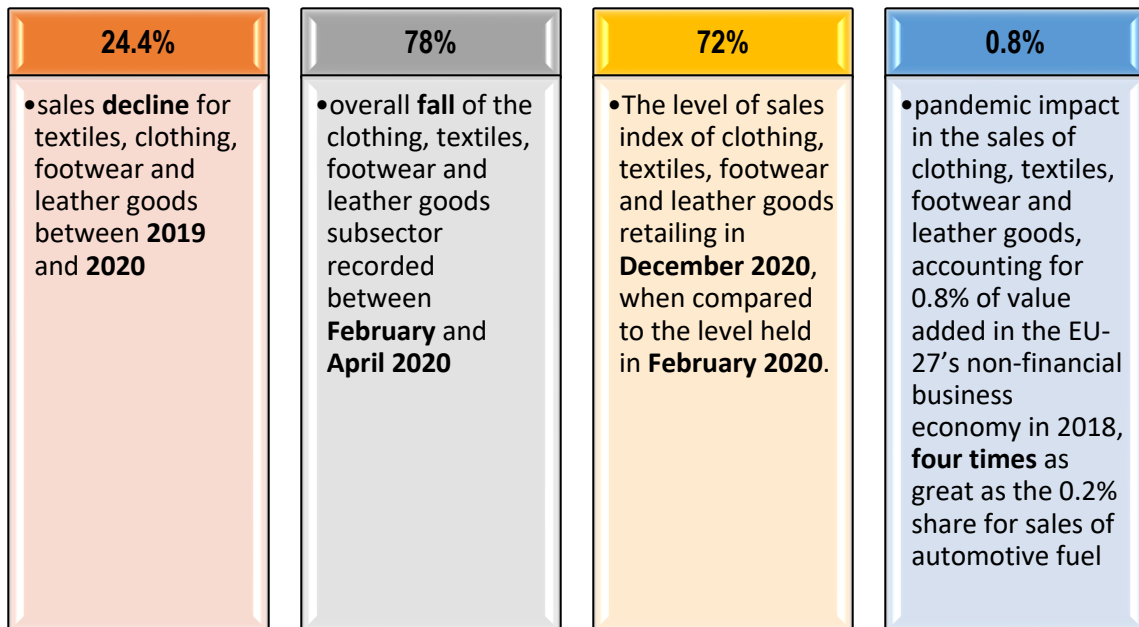 24.4%
•sales decline for
textiles, clothing,
footwear and
leather goods
between 2019
and 2020
78%
•overall fall of the
clothing, textiles,
footwear and
leather goods
subsector
recorded
between
February and
April 2020
72%
•The level of sales
index of clothing,
textiles, footwear
and leather goods
retailing in
December 2020,
when compared
to the level held
in February 2020.
0.8%
•pandemic impact
in the sales of
clothing, textiles,
footwear and
leather goods,
accounting for
0.8% of value
added in the EU-
27’s non-financial
business
economy in 2018,
four times as
great as the 0.2%
share for sales of
automotive fuel